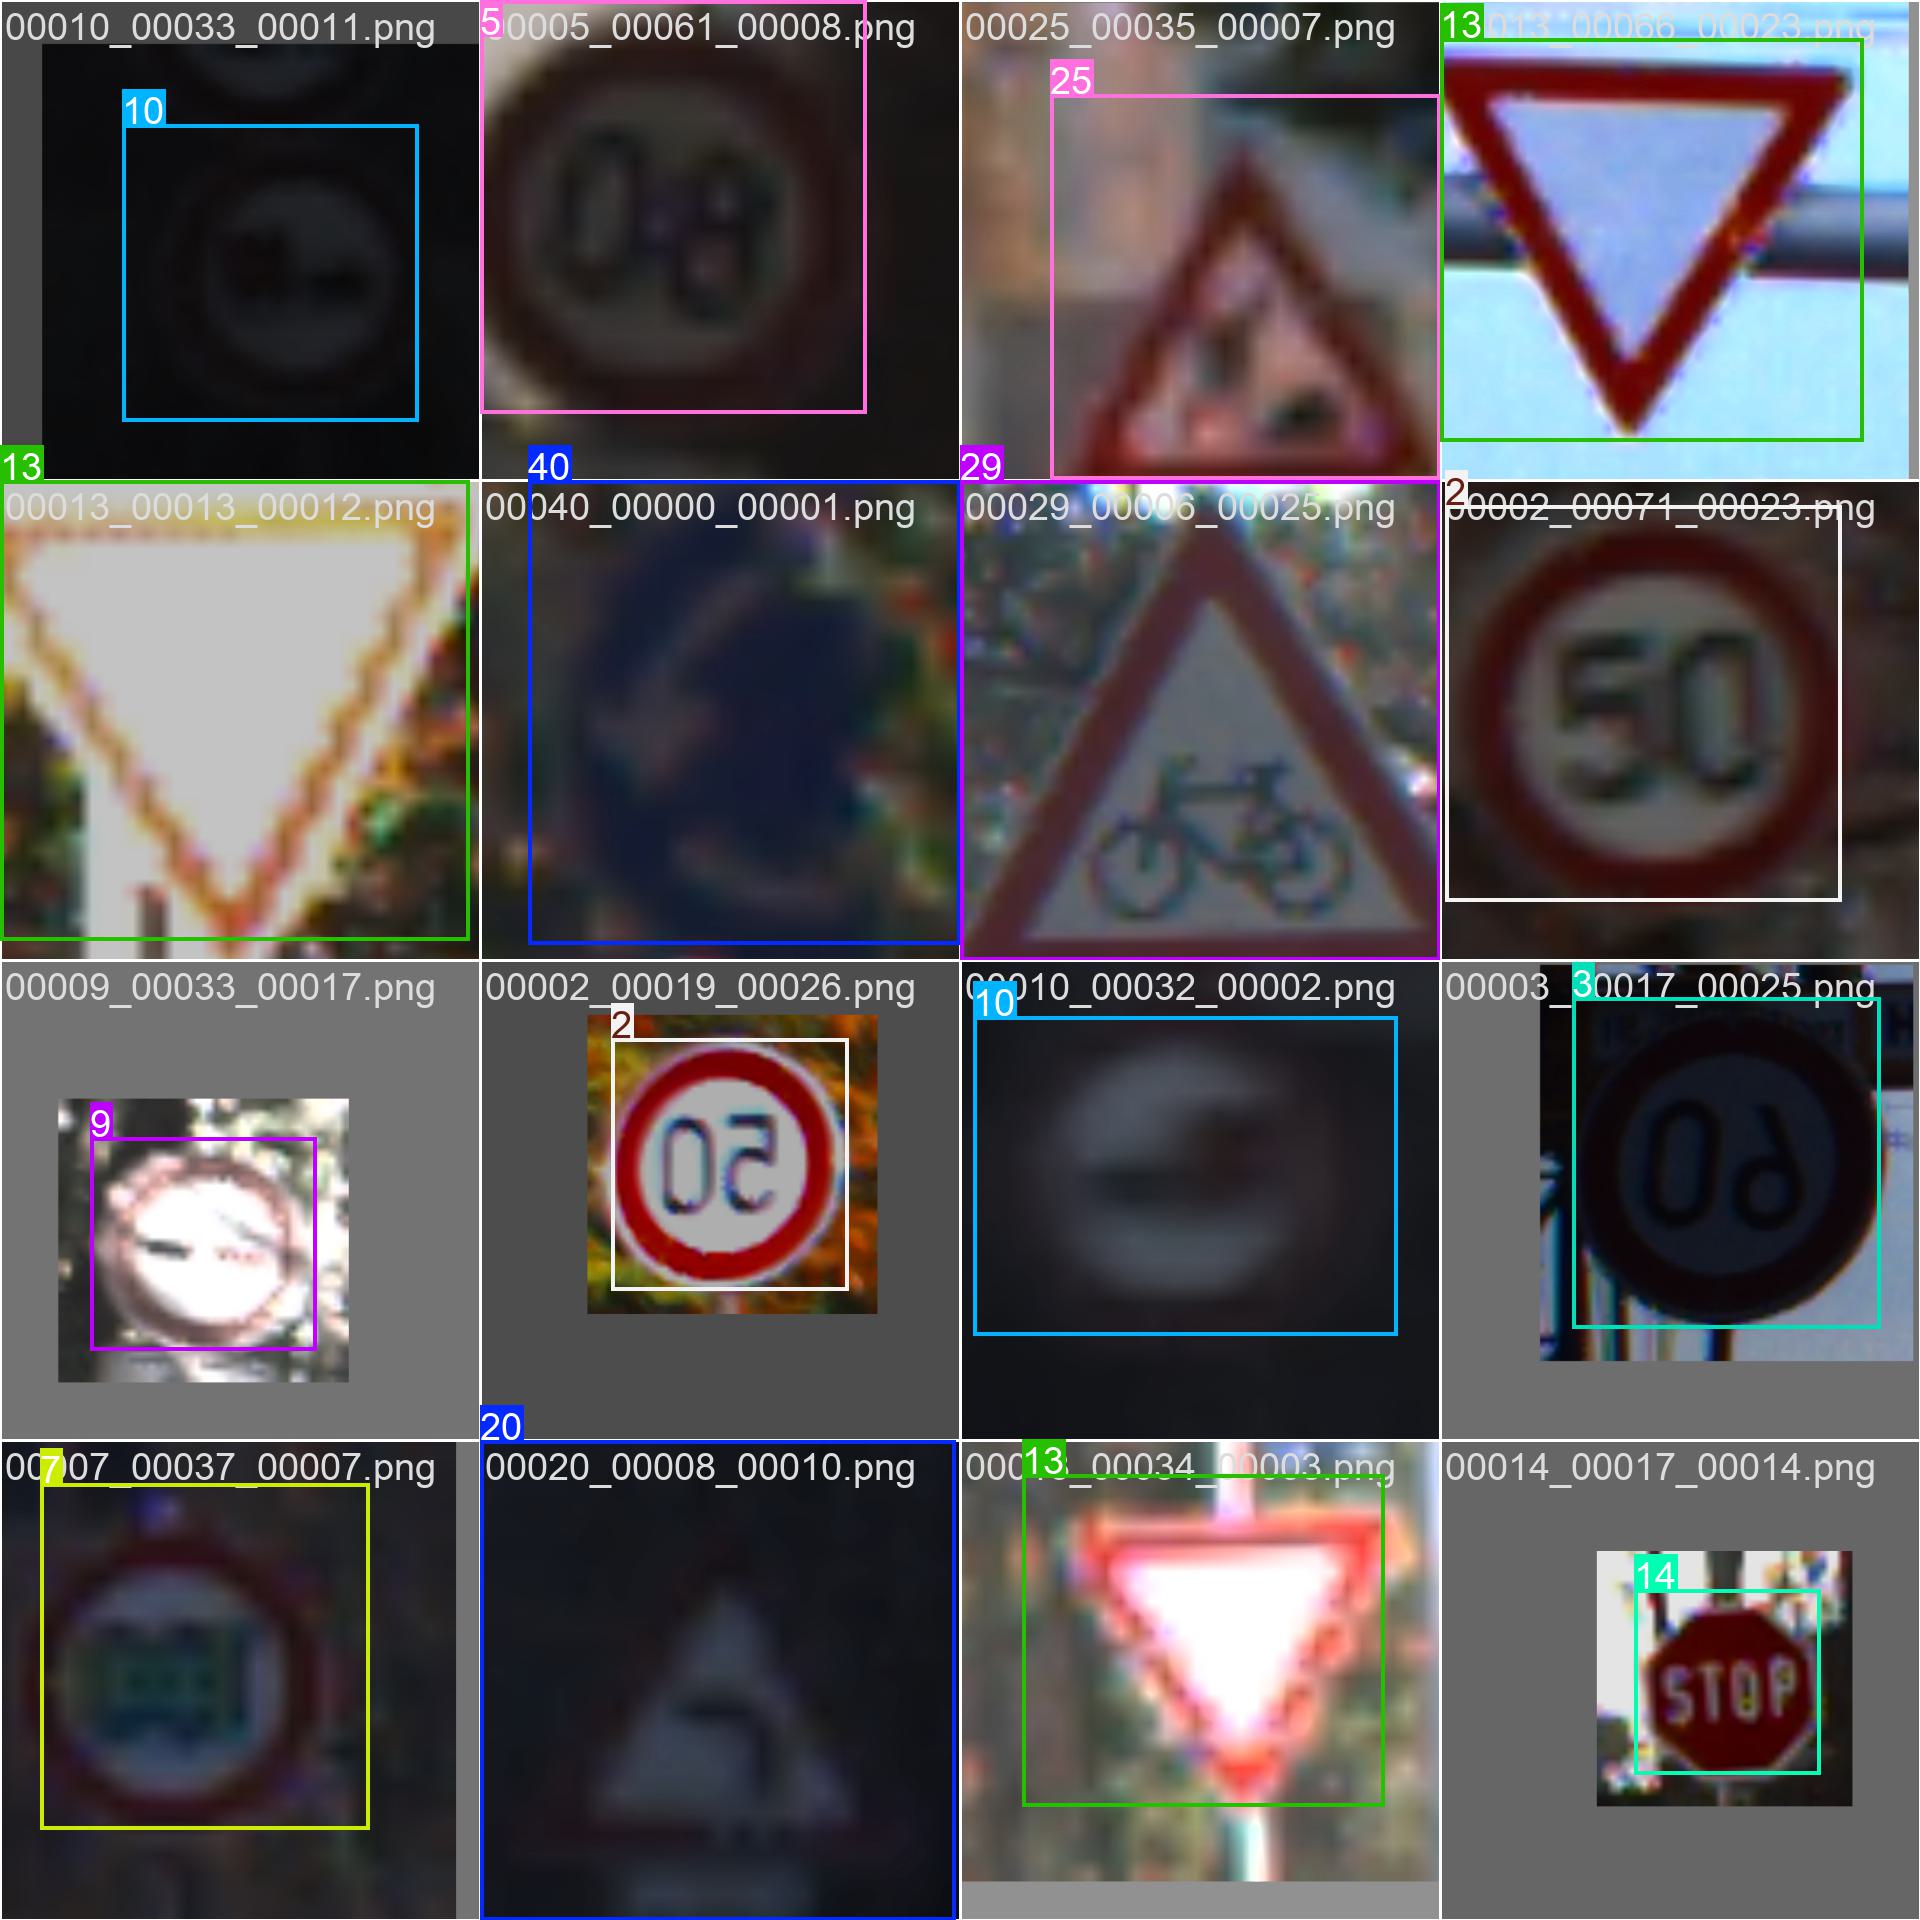 00010_00033_00011.png
10
5
00005_00061_00008.png
80
00025_00035_00007.png
25
13
00013_00066_00023.png
13
00013_00013_00012.png
40
00040_00000_00001.png
29
00029_00006_00025.png
2
00002_00071_00023.png
50
00009_00033_00017.png
9
00002_00019_00026.png
2
50
00010_00032_00002.png
10
00003_00017_00025.png
3
60
00007_00037_00007.png
7
20
00020_00008_00010.png
00013_00034_00003.png
13
00014_00017_00014.png
14
STOP